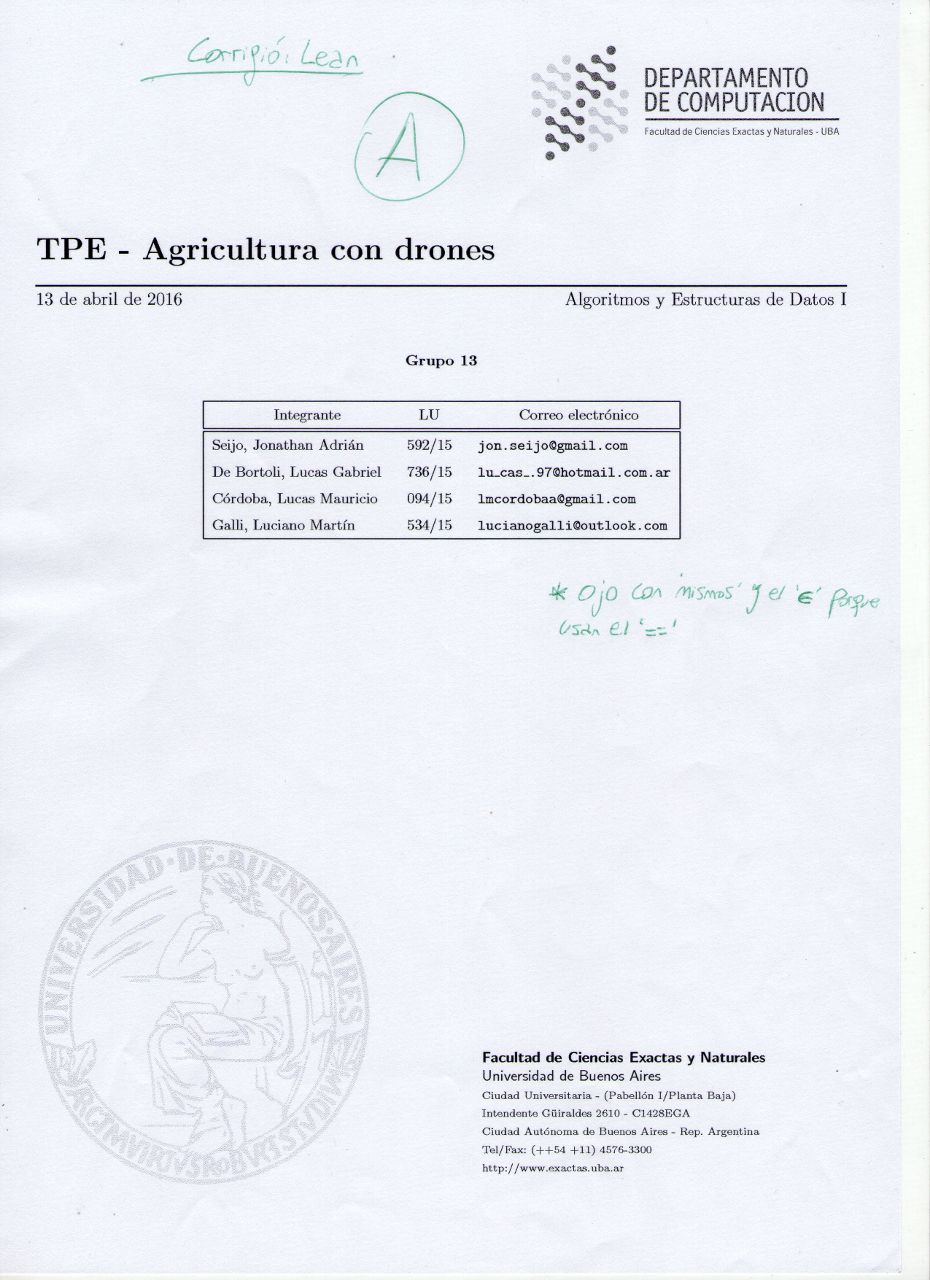 Corrigió: Lean
A
DEPARTAMENTO
DE COMPUTACION
Facultad de Ciencias Exactas y Naturales - UBA
TPE - Agricultura con drones
13 de abril de 2016 Algoritmos y Estructuras de Datos I
Grupo 13
Integrante LU Correo electrónico
Seijo, Jonathan Adrián 592/15 jon.seijo@gmail.com
De Bortoli, Lucas Gabriel 736/15 lu_cas_.97@hotmail.com.ar
Córdoba, Lucas Mauricio 094/15 lmcordobaa@gmail.com
Galli, Luciano Martín 534/15 lucianogalli@outlook.com
* Ojo con 'mismos' y el '∈' porque
usan el '=='
UNIVERSIDAD·DE·BUENOS·AIRES
ARGTMVIRTVSROBVRETSTVDIVM
Facultad de Ciencias Exactas y Naturales
Universidad de Buenos Aires
Ciudad Universitaria - (Pabellón I/Planta Baja)
Intendente Güiraldes 2610 - C1428EGA
Ciudad Autónoma de Buenos Aires - Rep. Argentina
Tel/Fax: (++54 +11) 4576-3300
http://www.exactas.uba.ar